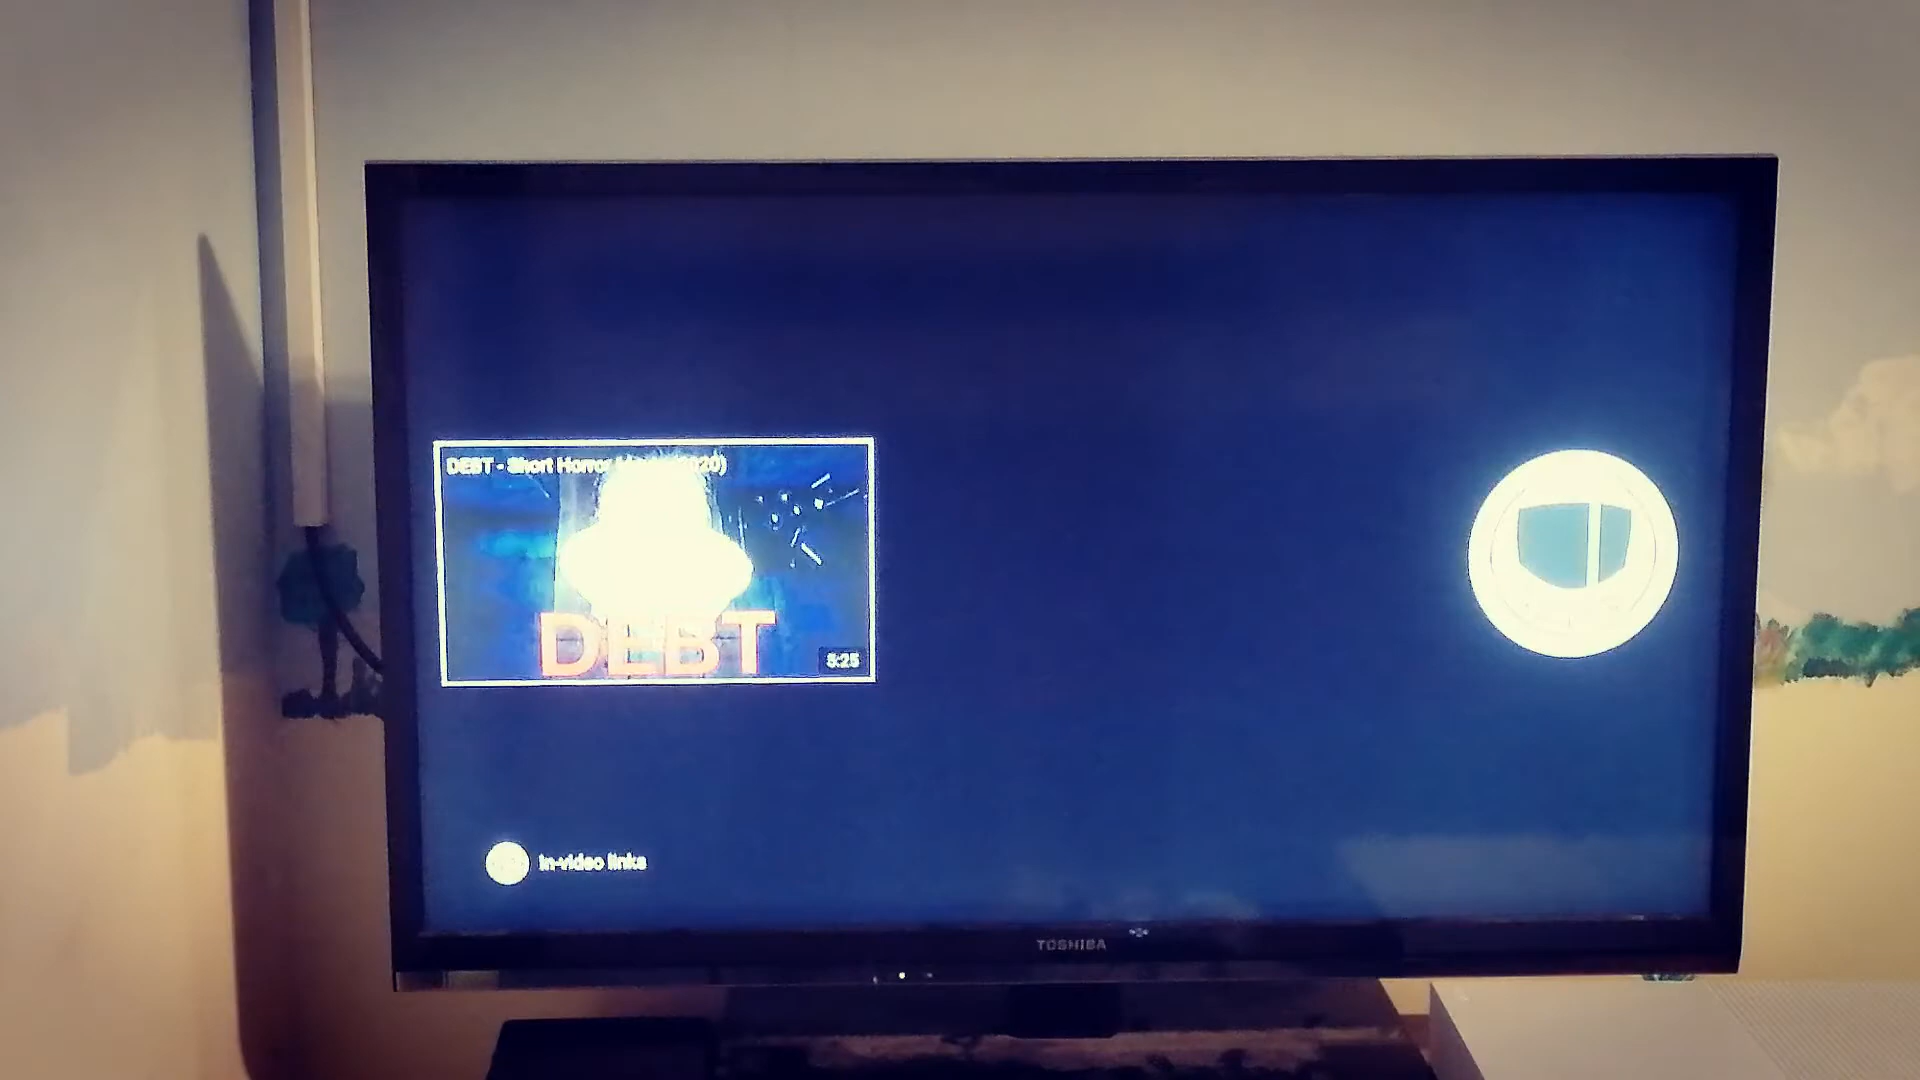 DEBT - Short Horror
DEBT
5:25
In-video links
TOSHIBA